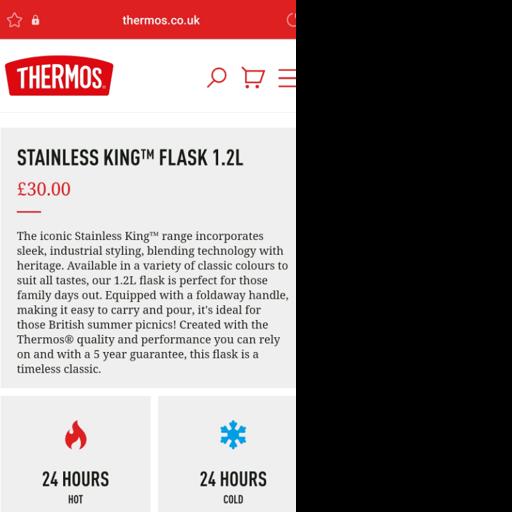 thermos.co.uk
THERMOS®
STAINLESS KING™ FLASK 1.2L
£30.00
The iconic Stainless King™ range incorporates
sleek, industrial styling, blending technology with
heritage. Available in a variety of classic colours to
suit all tastes, our 1.2L flask is perfect for those
family days out. Equipped with a foldaway handle,
making it easy to carry and pour, it's ideal for
those British summer picnics! Created with the
Thermos® quality and performance you can rely
on and with a 5 year guarantee, this flask is a
timeless classic.
24 HOURS
HOT
24 HOURS
COLD